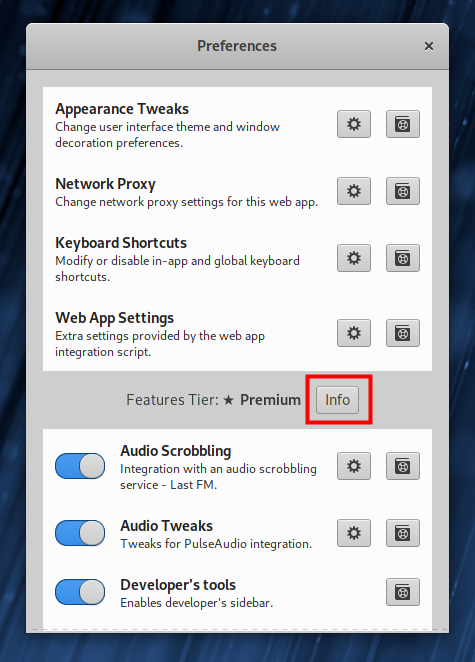 Preferences
Appearance Tweaks
Change user interface theme and window
decoration preferences.
Network Proxy
Change network proxy settings for this web app.
Keyboard Shortcuts
Modify or disable in-app and global keyboard
shortcuts.
Web App Settings
Extra settings provided by the web app
integration script.
Features Tier: ★ Premium Info
Audio Scrobbling
Integration with an audio scrobbling
service - Last FM.
Audio Tweaks
Tweaks for PulseAudio integration.
Developer's tools
Enables developer's sidebar.